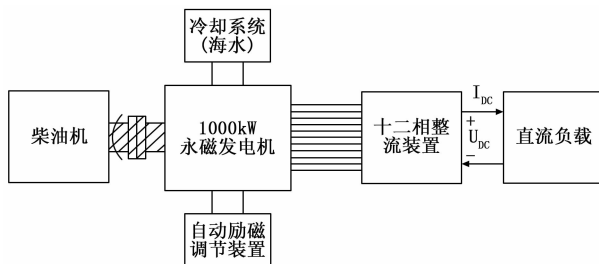 冷却系统
(海水)
柴油机
1000kW
永磁发电机
十二相整
流装置
I_DC
+
U_DC
−
直流负载
自动励磁
调节装置